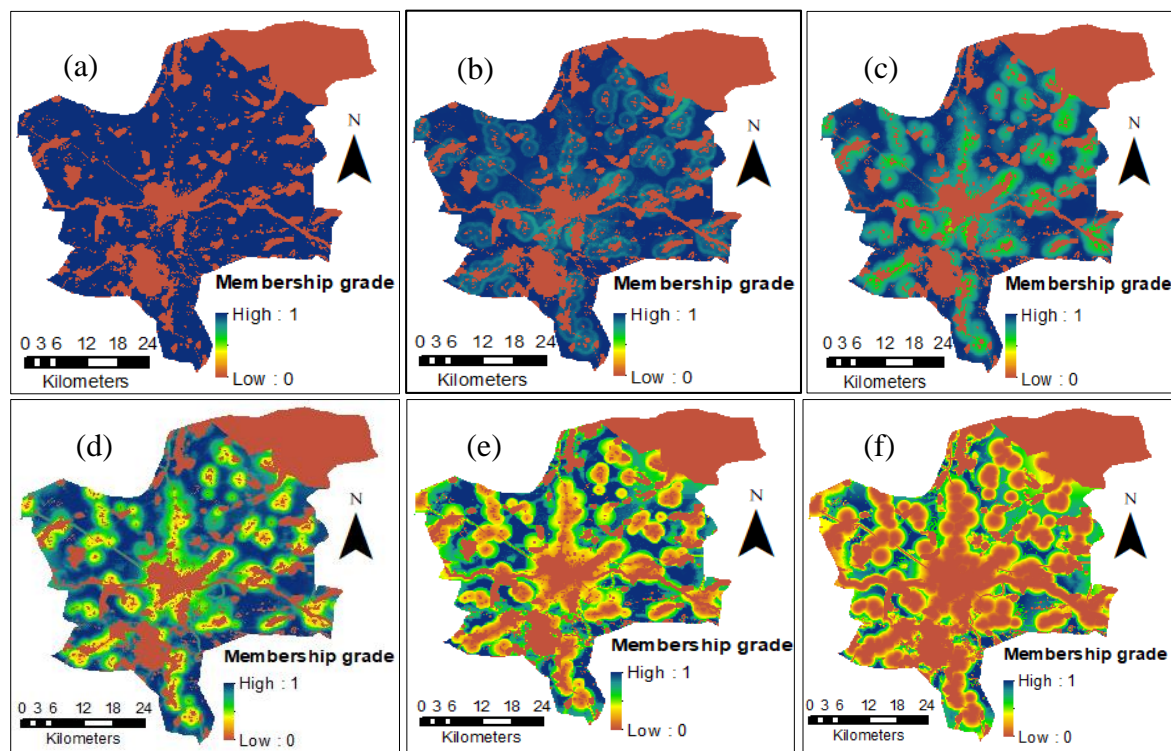 (a)
N
Membership grade
High : 1
Low : 0
0 3 6 12 18 24
Kilometers
(b)
N
Membership grade
High : 1
Low : 0
0 3 6 12 18 24
Kilometers
(c)
N
Membership grade
High : 1
Low : 0
0 3 6 12 18 24
Kilometers
(d)
N
Membership grade
High : 1
Low : 0
0 3 6 12 18 24
Kilometers
(e)
N
Membership grade
High : 1
Low : 0
0 3 6 12 18 24
Kilometers
(f)
N
Membership grade
High : 1
Low : 0
0 3 6 12 18 24
Kilometers